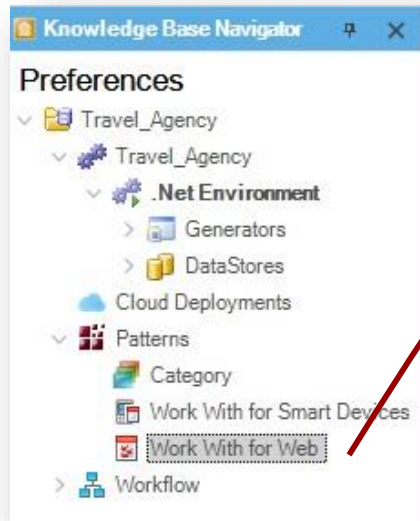 Knowledge Base Navigator
Preferences
Travel_Agency
Travel_Agency
.Net Environment
Generators
DataStores
Cloud Deployments
Patterns
Category
Work With for Smart Devices
Work With for Web
Workflow